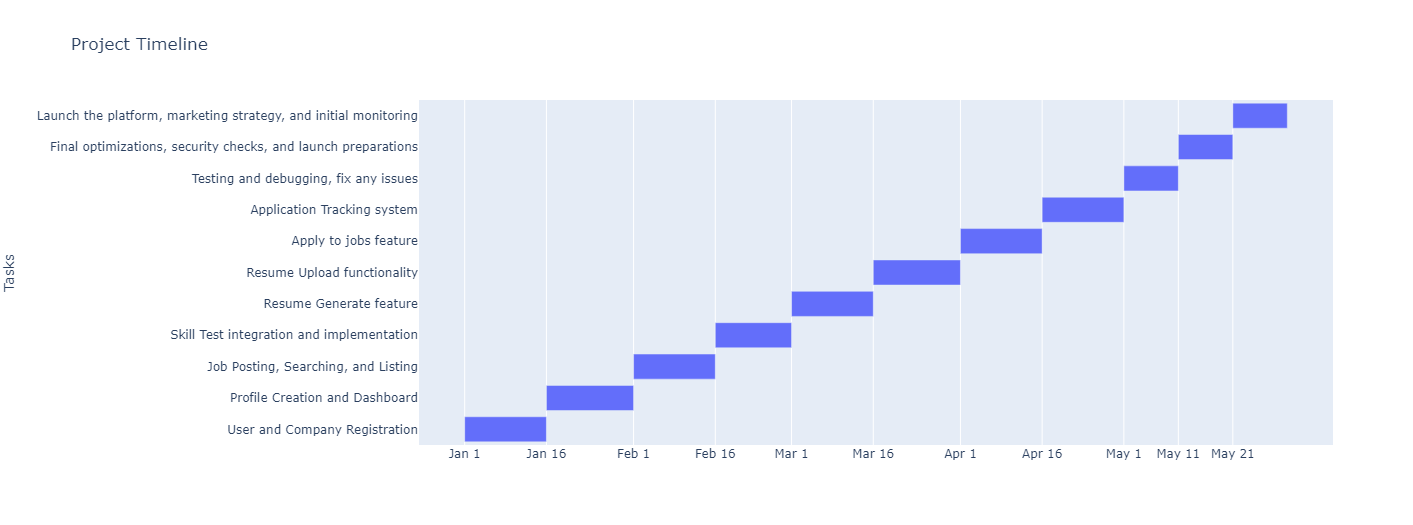 Project Timeline
Tasks
Launch the platform, marketing strategy, and initial monitoring
Final optimizations, security checks, and launch preparations
Testing and debugging, fix any issues
Application Tracking system
Apply to jobs feature
Resume Upload functionality
Resume Generate feature
Skill Test integration and implementation
Job Posting, Searching, and Listing
Profile Creation and Dashboard
User and Company Registration
Jan 1 Jan 16 Feb 1 Feb 16 Mar 1 Mar 16 Apr 1 Apr 16 May 1 May 11 May 21